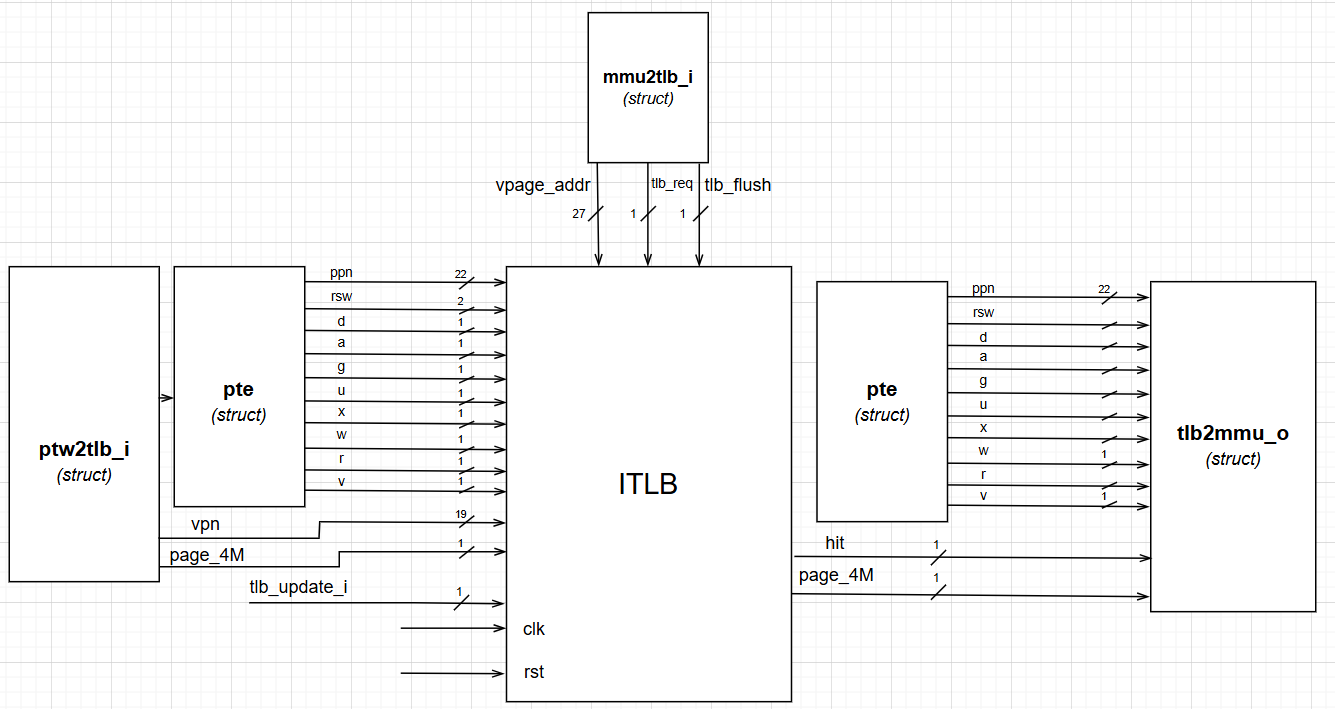 mmu2tlb_i
(struct)
vpage_addr
tlb_req
tlb_flush
27
1
1
ptw2tlb_i
(struct)
pte
(struct)
ppn
22
rsw
2
d
1
a
1
g
1
u
1
x
1
w
1
r
1
v
1
vpn
19
page_4M
1
tlb_update_i
1
clk
rst
ITLB
pte
(struct)
ppn
22
rsw
d
a
g
u
x
w
1
r
v
1
hit
1
page_4M
1
tlb2mmu_o
(struct)